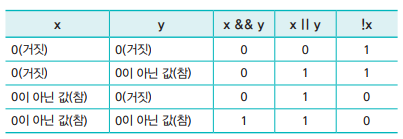 x y x && y x || y !x
0(거짓) 0(거짓) 0 0 1
0(거짓) 0이 아닌 값(참) 0 1 1
0이 아닌 값(참) 0(거짓) 0 1 0
0이 아닌 값(참) 0이 아닌 값(참) 1 1 0